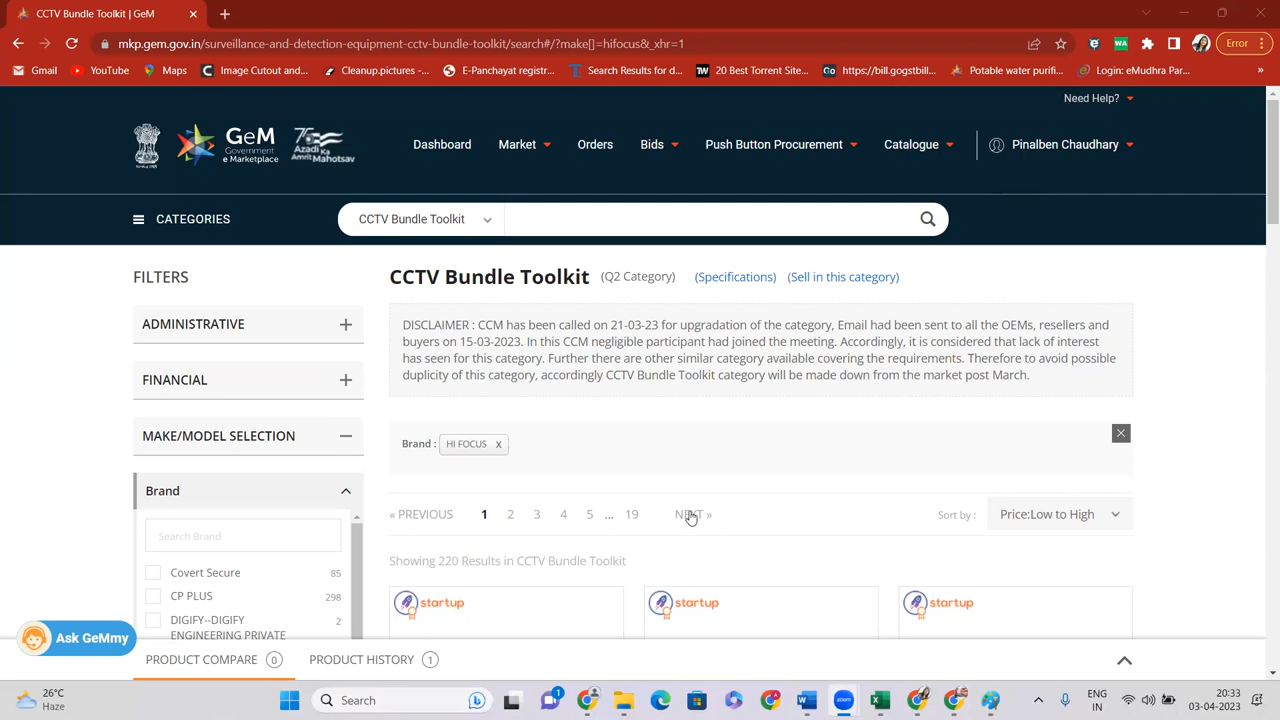 CCTV Bundle Toolkit | GeM
mkp.gem.gov.in/surveillance-and-detection-equipment-cctv-bundle-toolkit/search#/?make[]=hifocus&_xhr=1
WA
Error
Gmail
YouTube
Maps
Image Cutout and...
Cleanup.pictures -...
E-Panchayat registr...
Search Results for d...
20 Best Torrent Site...
https://bill.gogstbill...
Potable water purifi...
Login: eMudhra Par...
»
Need Help?
GeM
Government
e Marketplace
75
Azadi Ka
Amrit Mahotsav
Dashboard
Market
Orders
Bids
Push Button Procurement
Catalogue
Pinalben Chaudhary
CATEGORIES
CCTV Bundle Toolkit
FILTERS
CCTV Bundle Toolkit (Q2 Category) (Specifications) (Sell in this category)
ADMINISTRATIVE +
DISCLAIMER : CCM has been called on 21-03-23 for upgradation of the category, Email had been sent to all the OEMs, resellers and
buyers on 15-03-2023. In this CCM negligible participant had joined the meeting. Accordingly, it is considered that lack of interest
has seen for this category. Further there are other similar category available covering the requirements. Therefore to avoid possible
duplicity of this category, accordingly CCTV Bundle Toolkit category will be made down from the market post March.
FINANCIAL +
MAKE/MODEL SELECTION −
Brand : HI FOCUS x
Brand
« PREVIOUS 1 2 3 4 5 ... 19 NEXT »
Sort by : Price:Low to High
Search Brand
Showing 220 Results in CCTV Bundle Toolkit
Covert Secure 85
CP PLUS 298
DIGIFY--DIGIFY 2
ENGINEERING PRIVATE
startup
startup
startup
Ask GeMmy
PRODUCT COMPARE 0
PRODUCT HISTORY 1
26°C
Haze
Search
1
ENG
IN
20:33
03-04-2023